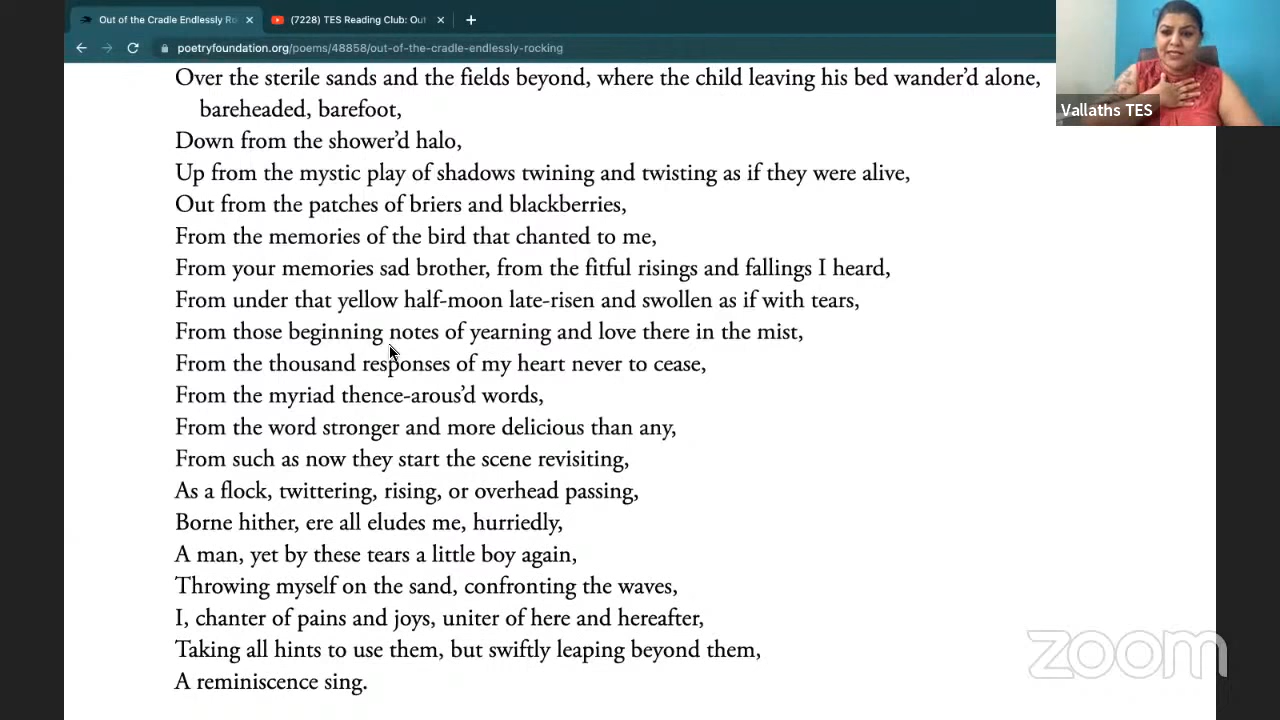 Out of the Cradle Endlessly Ro
(7228) TES Reading Club: Out
poetryfoundation.org/poems/48858/out-of-the-cradle-endlessly-rocking
Vallaths TES
Over the sterile sands and the fields beyond, where the child leaving his bed wander’d alone,
bareheaded, barefoot,
Down from the shower’d halo,
Up from the mystic play of shadows twining and twisting as if they were alive,
Out from the patches of briers and blackberries,
From the memories of the bird that chanted to me,
From your memories sad brother, from the fitful risings and fallings I heard,
From under that yellow half-moon late-risen and swollen as if with tears,
From those beginning notes of yearning and love there in the mist,
From the thousand responses of my heart never to cease,
From the myriad thence-arous’d words,
From the word stronger and more delicious than any,
From such as now they start the scene revisiting,
As a flock, twittering, rising, or overhead passing,
Borne hither, ere all eludes me, hurriedly,
A man, yet by these tears a little boy again,
Throwing myself on the sand, confronting the waves,
I, chanter of pains and joys, uniter of here and hereafter,
Taking all hints to use them, but swiftly leaping beyond them,
A reminiscence sing.
zoom